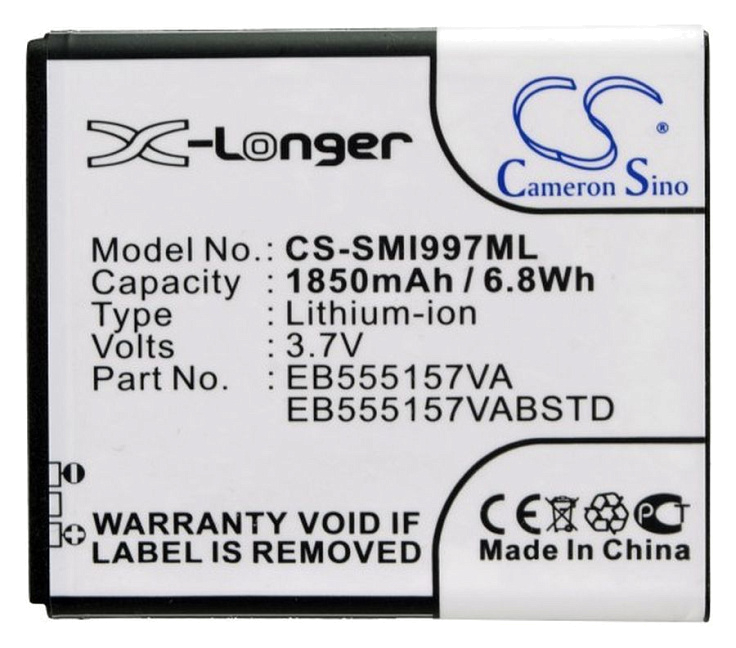 X-Longer
CS ®
Cameron Sino
Model No.: CS-SMI997ML
Capacity : 1850mAh / 6.8Wh
Type : Lithium-ion
Volts : 3.7V
Part No. : EB555157VA
EB555157VABSTD
WARRANTY VOID IF
LABEL IS REMOVED
CE PCT
Made In China